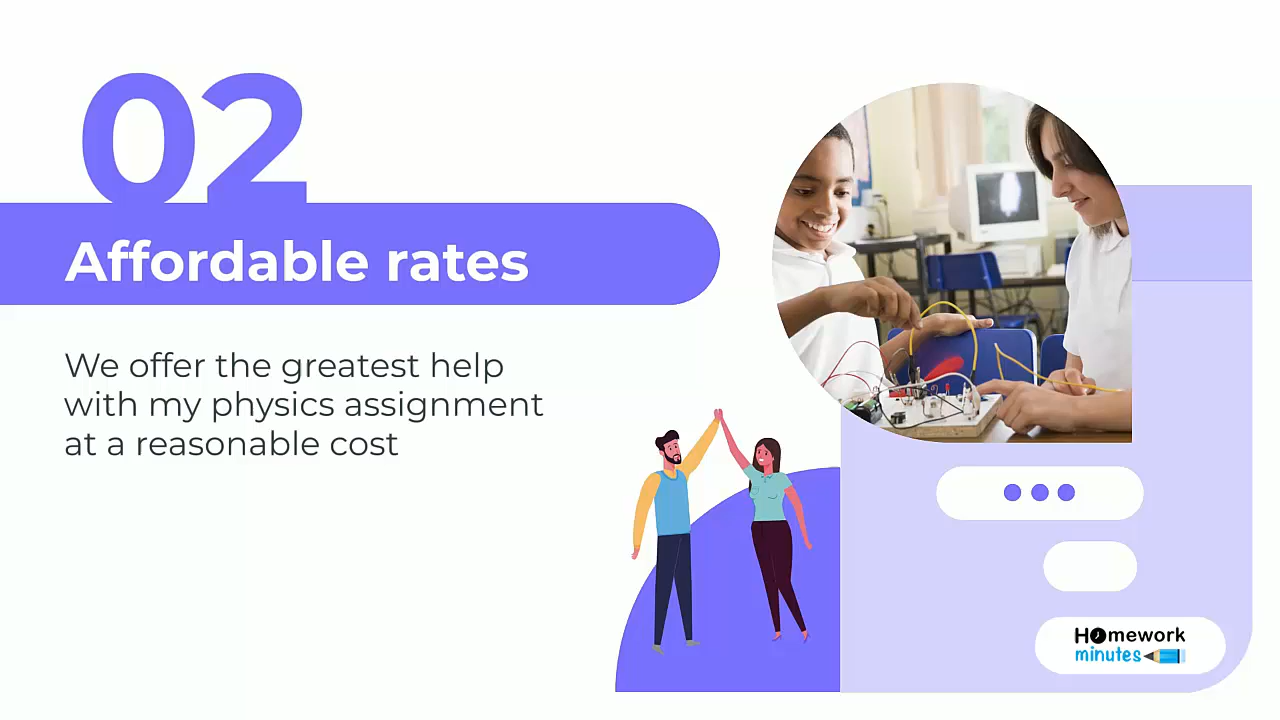 02
Affordable rates
We offer the greatest help
with my physics assignment
at a reasonable cost
Homework
minutes